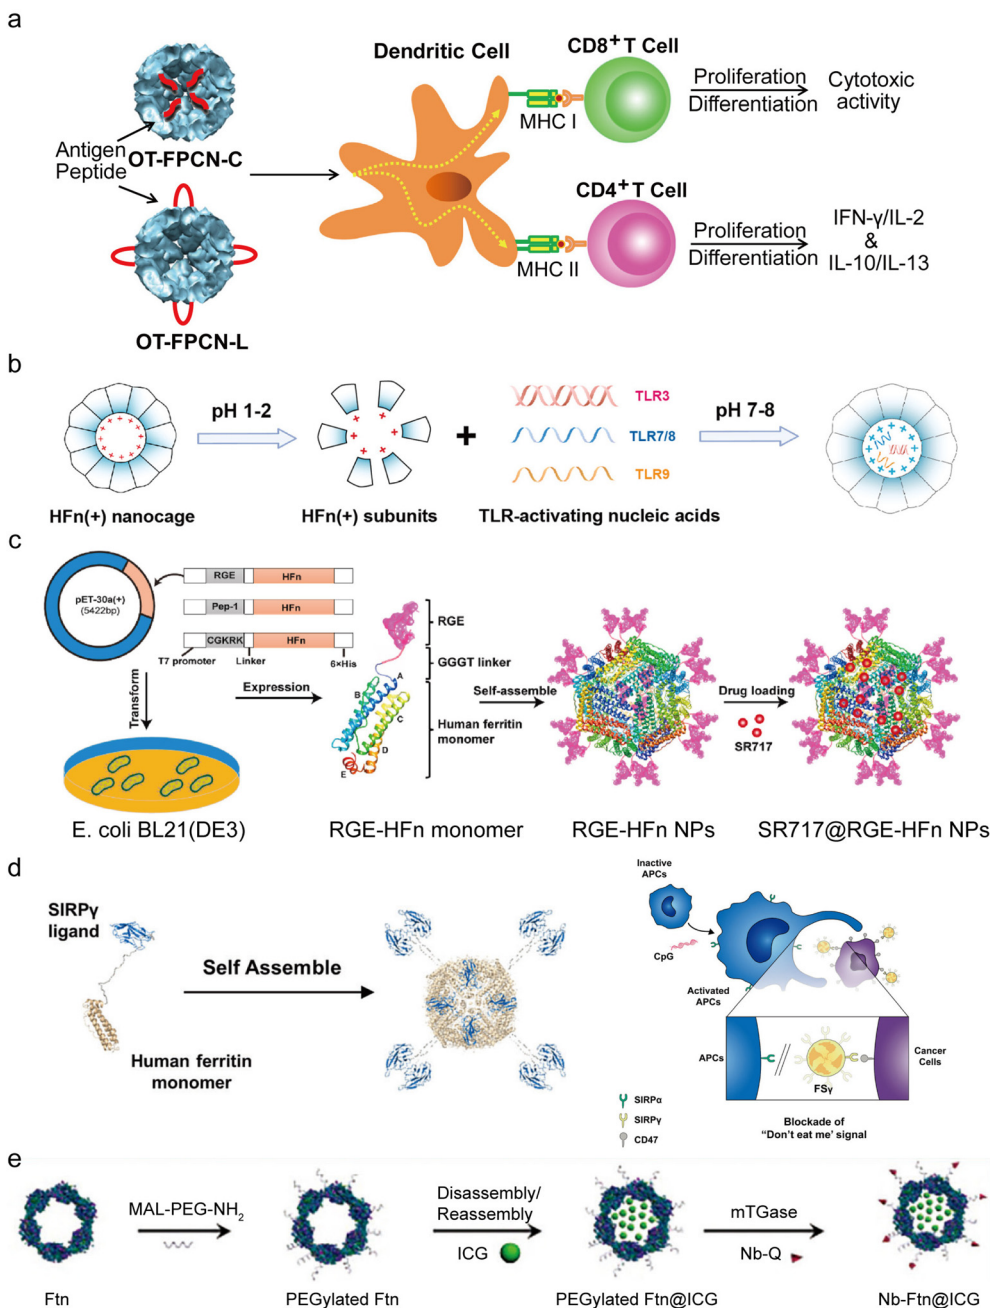 a
Dendritic Cell
CD8+ T Cell
Antigen
Peptide
OT-FPCN-C
MHC I
Proliferation
Differentiation
Cytotoxic
activity
CD4+ T Cell
OT-FPCN-L
MHC II
Proliferation
Differentiation
IFN-γ/IL-2
&
IL-10/IL-13
b
pH 1-2
+
TLR3
TLR7/8
TLR9
pH 7-8
HFn(+) nanocage
HFn(+) subunits
TLR-activating nucleic acids
c
pET-30a(+)
(5422bp)
RGE HFn
Pep-1 HFn
CGKRK HFn
T7 promoter
Linker
6×His
Transform
Expression
RGE
GGGT linker
A
B
C
D
E
Human ferritin
monomer
Self-assemble
Drug loading
SR717
E. coli BL21(DE3)
RGE-HFn monomer
RGE-HFn NPs
SR717@RGE-HFn NPs
d
SIRPγ
ligand
Self Assemble
Human ferritin
monomer
Inactive
APCs
CpG
Activated
APCs
APCs
FSγ
Cancer
Cells
SIRPα
SIRPγ
CD47
Blockade of
"Don't eat me' signal
e
MAL-PEG-NH2
Disassembly/
Reassembly
ICG
mTGase
Nb-Q
Ftn
PEGylated Ftn
PEGylated Ftn@ICG
Nb-Ftn@ICG